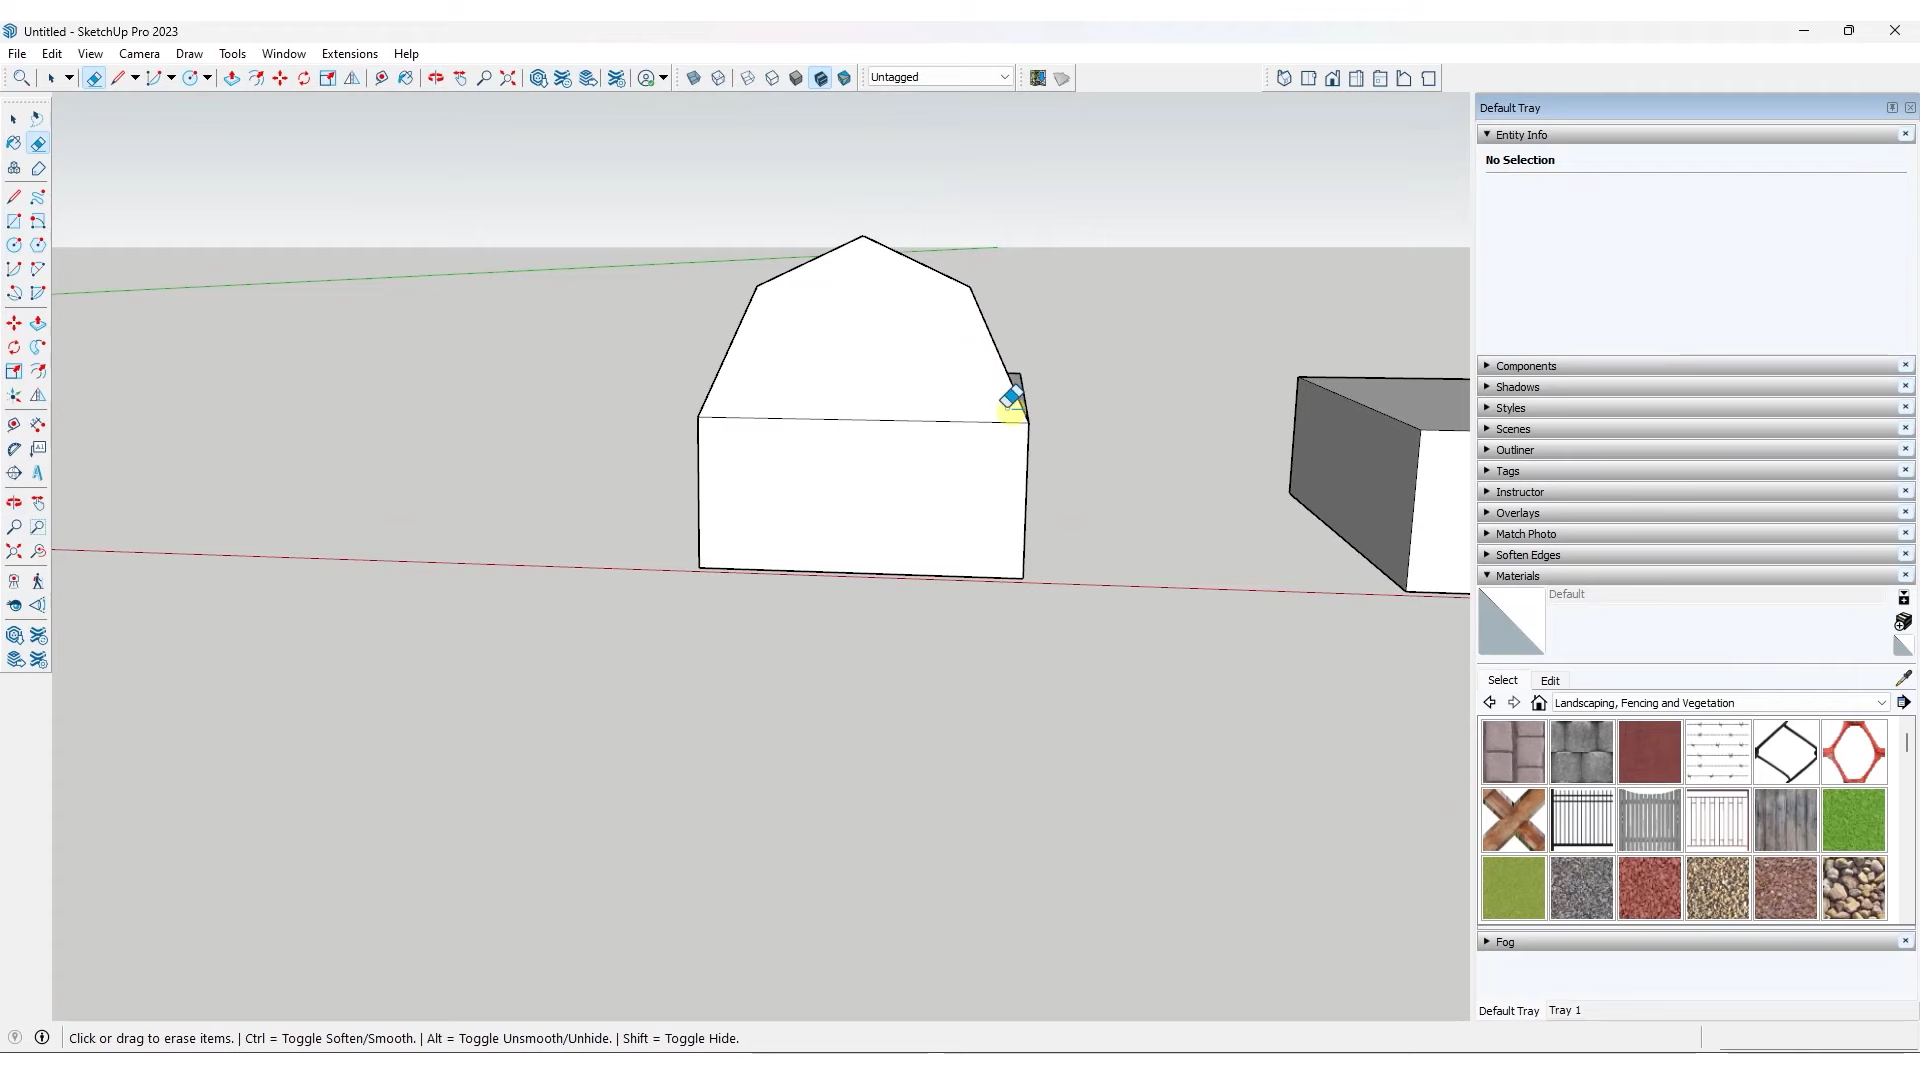 Untitled - SketchUp Pro 2023
File Edit View Camera Draw Tools Window Extensions Help
Untagged
Default Tray
Entity Info
No Selection
Components
Shadows
Styles
Scenes
Outliner
Tags
Instructor
Overlays
Match Photo
Soften Edges
Materials
Default
Select Edit
Landscaping, Fencing and Vegetation
Fog
Default Tray Tray 1
Click or drag to erase items. | Ctrl = Toggle Soften/Smooth. | Alt = Toggle Unsmooth/Unhide. | Shift = Toggle Hide.